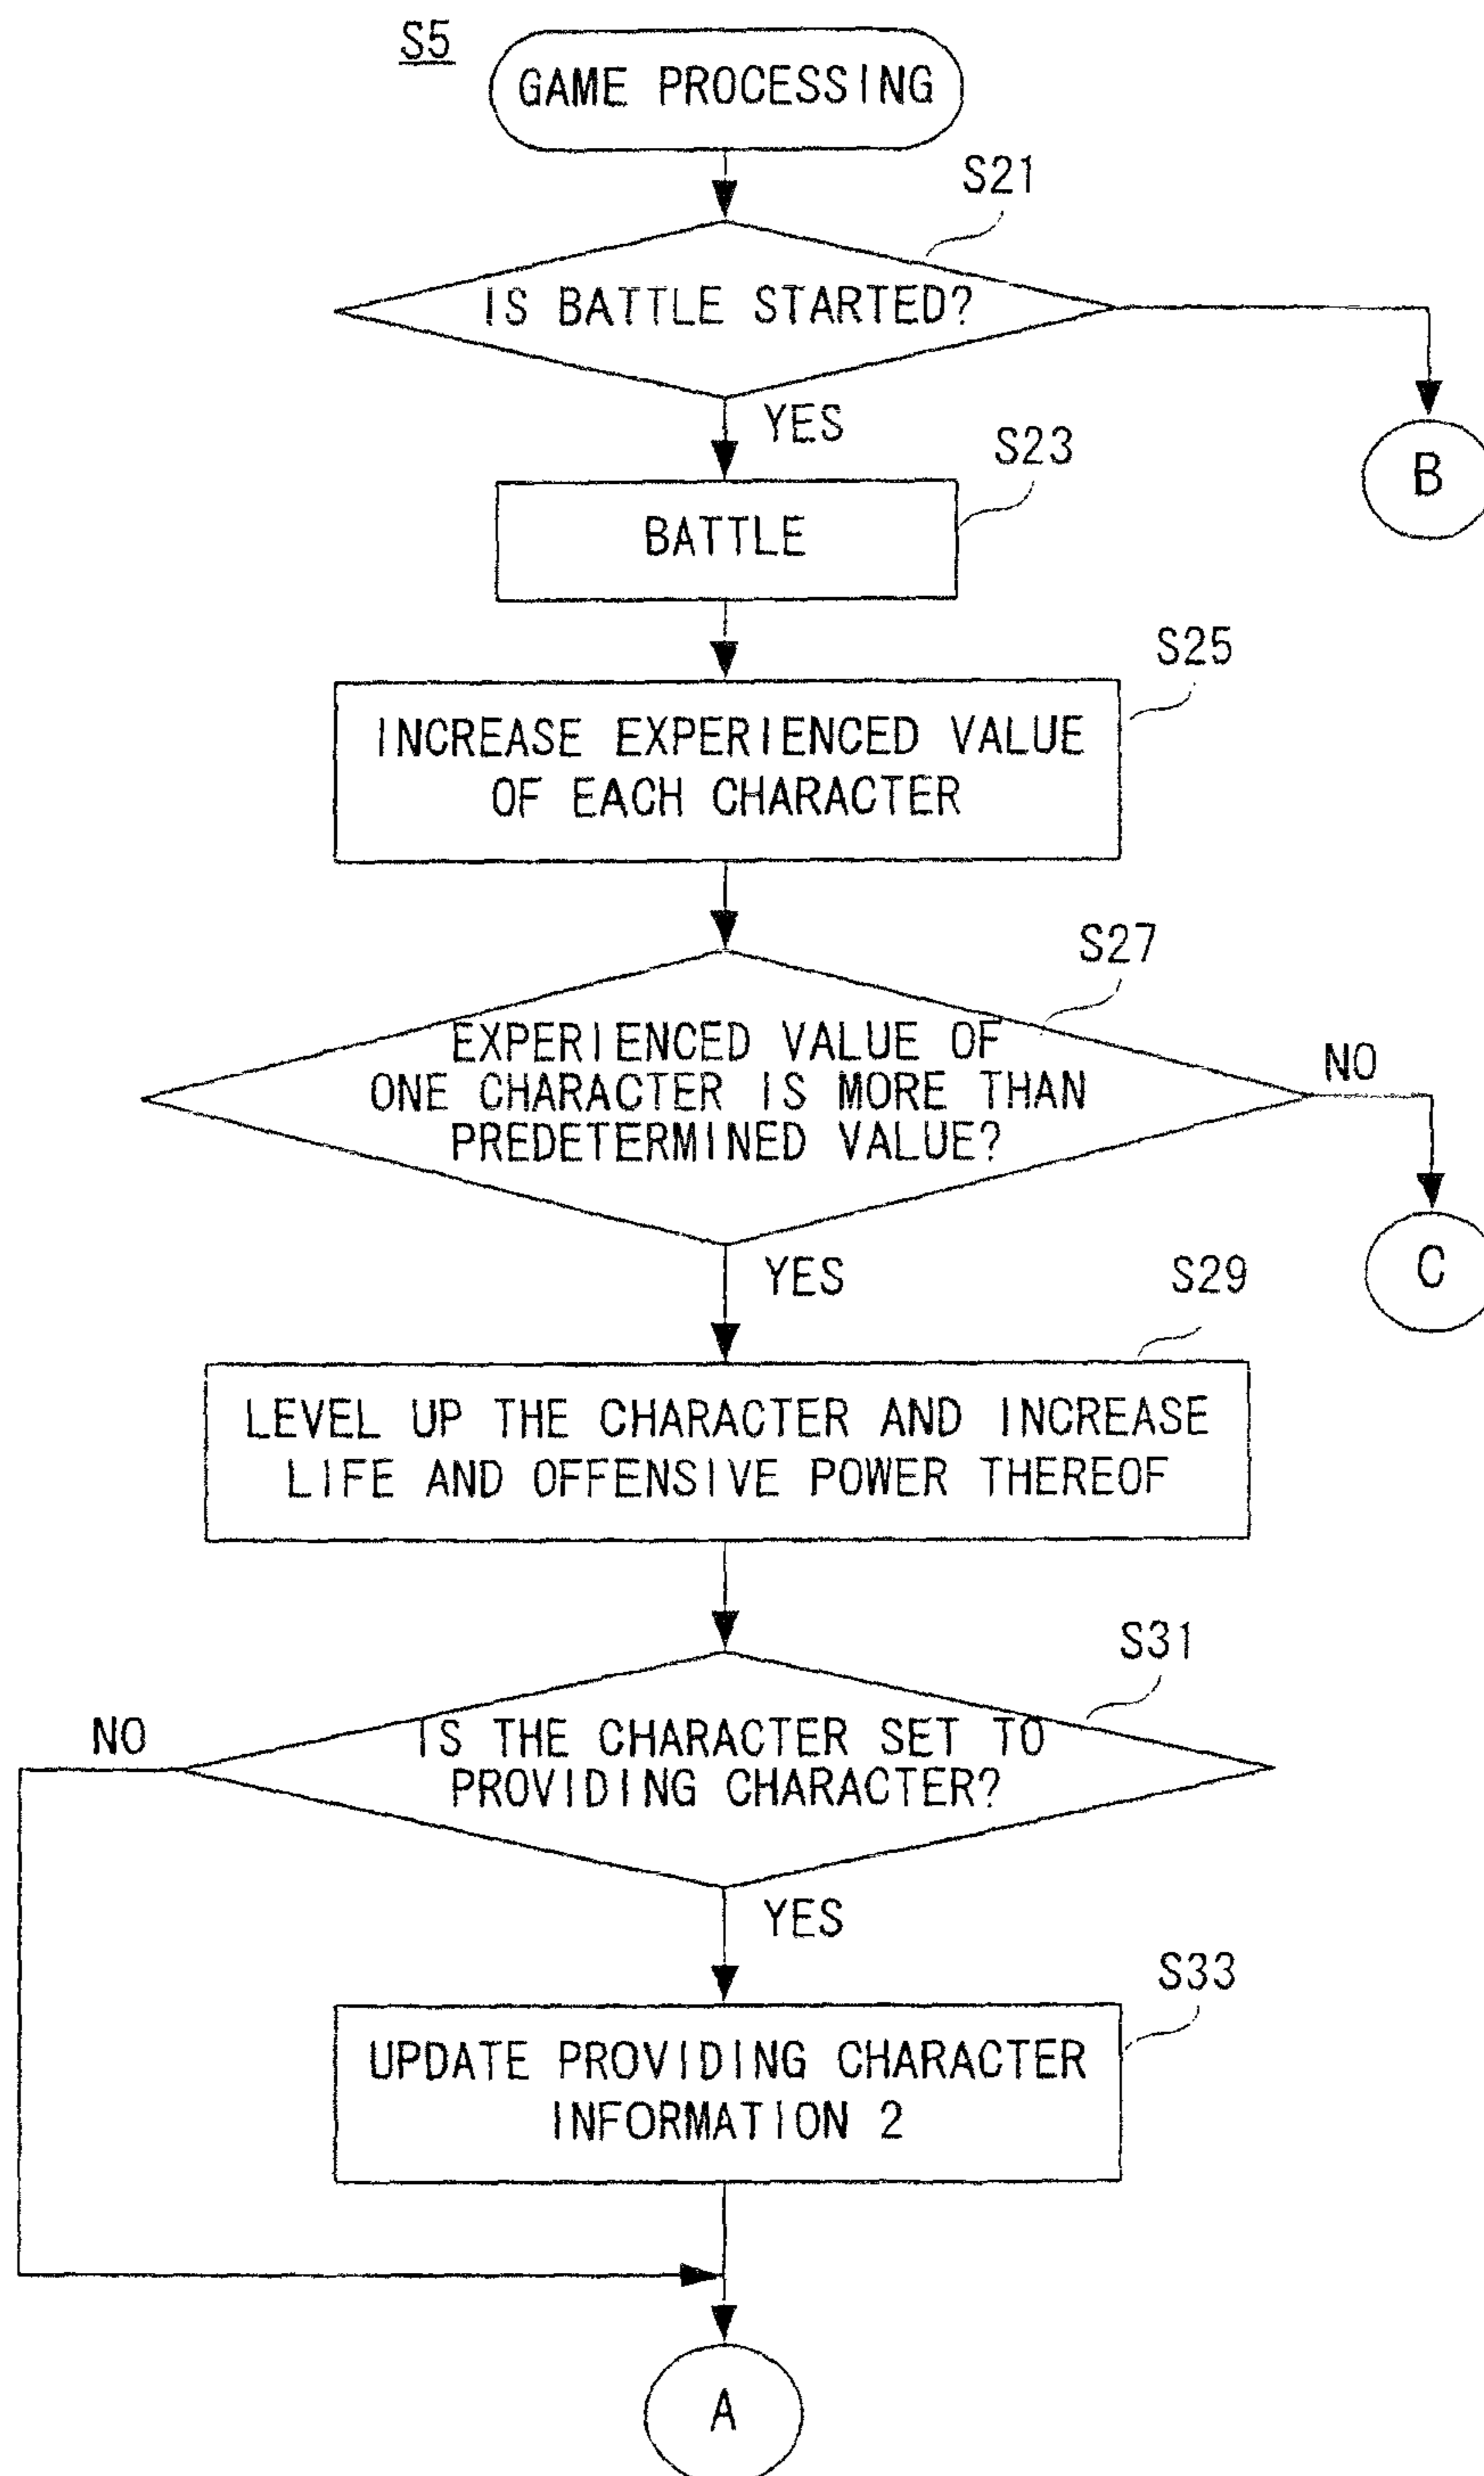 S5
GAME PROCESSING
S21
IS BATTLE STARTED?
YES
B
S23
BATTLE
S25
INCREASE EXPERIENCED VALUE
OF EACH CHARACTER
S27
EXPERIENCED VALUE OF
ONE CHARACTER IS MORE THAN
PREDETERMINED VALUE?
NO
C
YES
S29
LEVEL UP THE CHARACTER AND INCREASE
LIFE AND OFFENSIVE POWER THEREOF
S31
NO
IS THE CHARACTER SET TO
PROVIDING CHARACTER?
YES
S33
UPDATE PROVIDING CHARACTER
INFORMATION 2
A